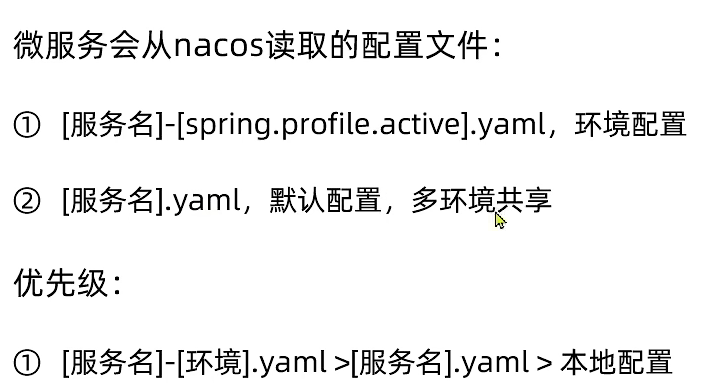 微服务会从nacos读取的配置文件：
① [服务名]-[spring.profile.active].yaml，环境配置
② [服务名].yaml，默认配置，多环境共享
优先级：
① [服务名]-[环境].yaml >[服务名].yaml > 本地配置